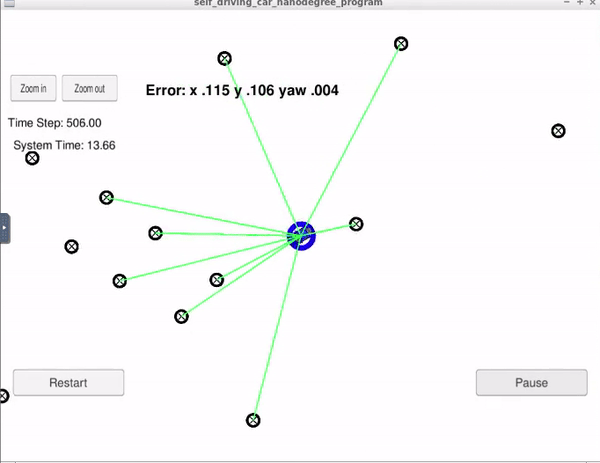 self_driving_car_nanodegree_program
Zoom in
Zoom out
Error: x .115 y .106 yaw .004
Time Step: 506.00
System Time: 13.66
Restart
Pause